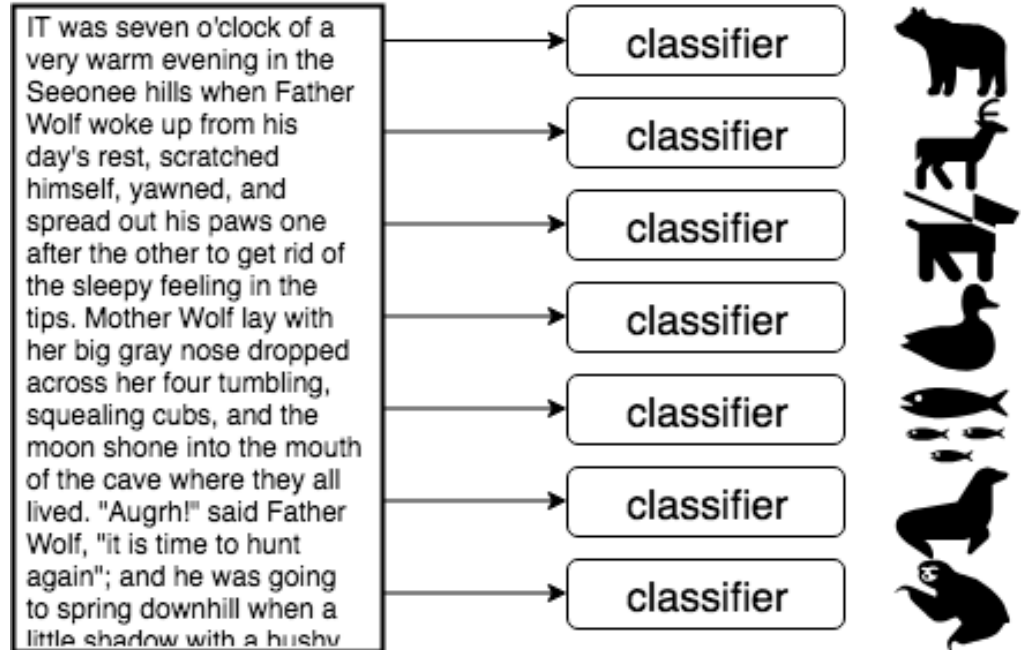 IT was seven o'clock of a
very warm evening in the
Seeonee hills when Father
Wolf woke up from his
day's rest, scratched
himself, yawned, and
spread out his paws one
after the other to get rid of
the sleepy feeling in the
tips. Mother Wolf lay with
her big gray nose dropped
across her four tumbling,
squealing cubs, and the
moon shone into the mouth
of the cave where they all
lived. "Augrh!" said Father
Wolf, "it is time to hunt
again"; and he was going
to spring downhill when a
little shadow with a bushy
classifier
classifier
classifier
classifier
classifier
classifier
classifier